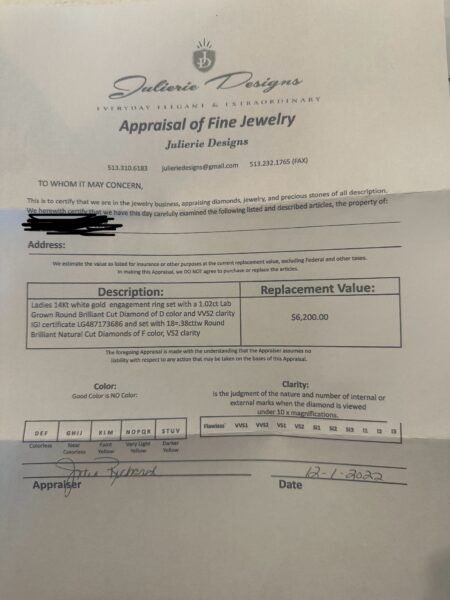 JD
Julierie Designs
EVERYDAY ELEGANT & EXTRAORDINARY
Appraisal of Fine Jewelry
Julierie Designs
513.310.6183 julieriedesigns@gmail.com 513.232.1765 (FAX)
TO WHOM IT MAY CONCERN,
This is to certify that we are in the jewelry business, appraising diamonds, jewelry, and precious stones of all description.
We herewith certify that we have this day carefully examined the following listed and described articles, the property of:
Address:
We estimate the value as listed for insurance or other purposes at the current replacement value, excluding Federal and other taxes.
In making this Appraisal, we DO NOT agree to purchase or replace the articles.
Description: Replacement Value:
Ladies 14Kt white gold engagement ring set with a 1.02ct Lab
Grown Round Brilliant Cut Diamond of D color and VVS2 clarity
IGI certificate LG487173686 and set with 18=.38cttw Round
Brilliant Natural Cut Diamonds of F color, VS2 clarity
$6,200.00
The foregoing Appraisal is made with the understanding that the Appraiser assumes no
liability with respect to any action that may be taken on the bases of this Appraisal.
Color:
Good Color is NO Color:
Clarity:
is the judgment of the nature and number of internal or
external marks when the diamond is viewed
under 10 x magnifications.
D E F G H I J K L M N O P Q R S T U V
Colorless Near Colorless Faint Yellow Very Light Yellow Darker Yellow
Flawless VVS1 VVS2 VS1 VS2 SI1 SI2 SI3 I1 I2 I3
Richard
12-1-2022
Appraiser Date